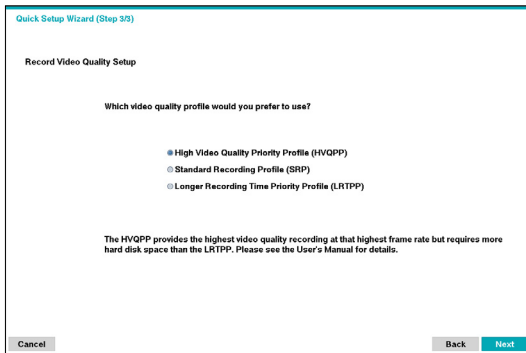 Quick Setup Wizard (Step 3/3)
Record Video Quality Setup
Which video quality profile would you prefer to use?
High Video Quality Priority Profile (HVQPP)
Standard Recording Profile (SRP)
Longer Recording Time Priority Profile (LRTPP)
The HVQPP provides the highest video quality recording at that highest frame rate but requires more
hard disk space than the LRTPP. Please see the User's Manual for details.
Cancel Back Next